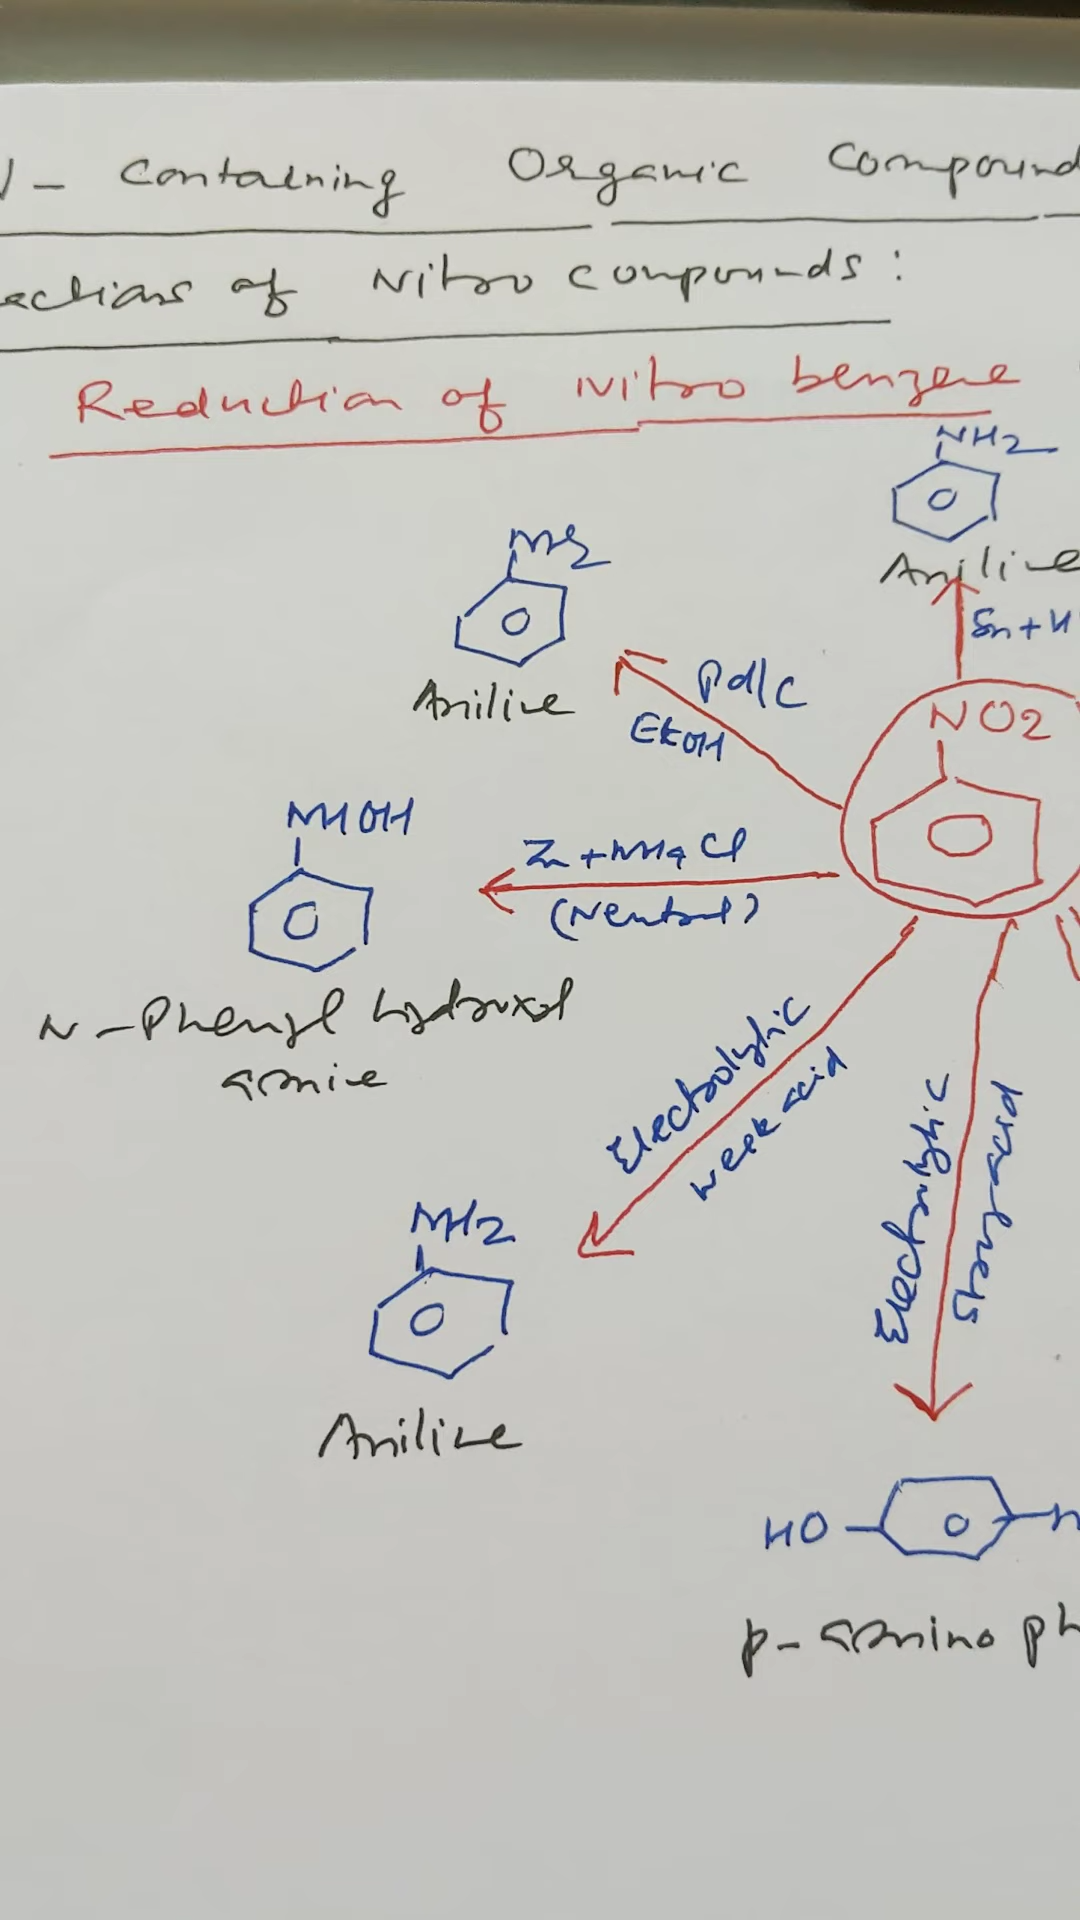 - Containing Organic Compound
ections of Nitro compounds:
Reduction of Nitro benzene
NH2
Aniline
Sn + H
NH2
Aniline
Pd/C
EtOH
NO2
NHOH
Zn + NH4Cl
(Neutral)
N-Phenyl hydroxyl
amine
Electrolytic
weak acid
NH2
Aniline
Electrolytic
Strong acid
HO
p-amino ph